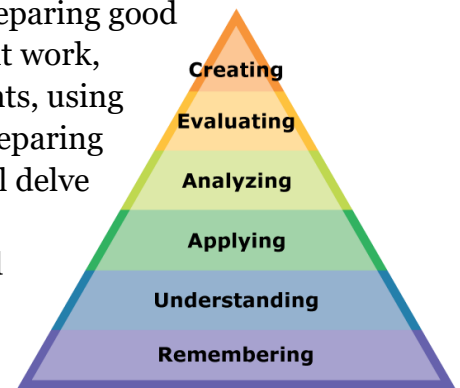 eparing good
t work,
nts, using
eparing
l delve
Creating
Evaluating
Analyzing
Applying
Understanding
Remembering